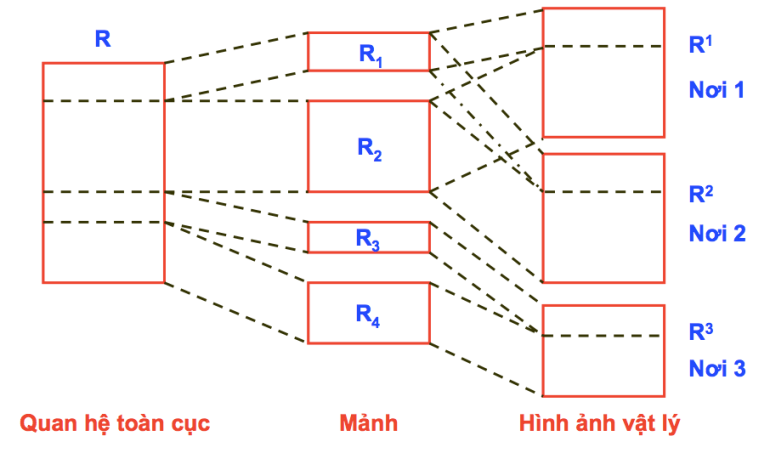 R
R₁
R₂
R₃
R₄
R¹
Nơi 1
R²
Nơi 2
R³
Nơi 3
Quan hệ toàn cục
Mảnh
Hình ảnh vật lý